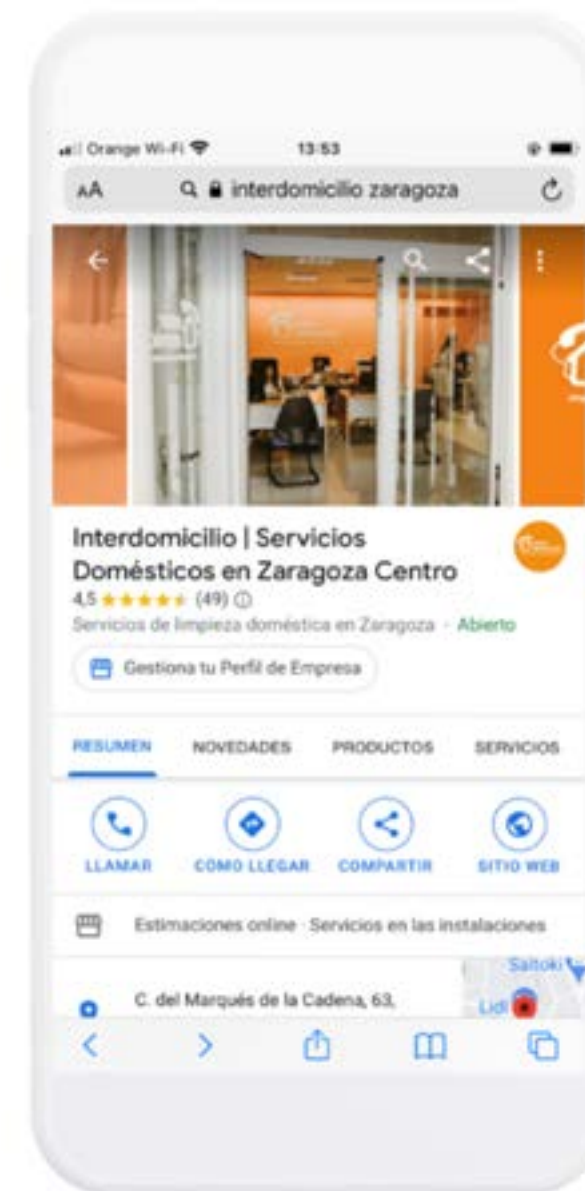 Orange Wi-Fi 13:53
AA interdomicilio zaragoza
Interdomicilio | Servicios
Domésticos en Zaragoza Centro
4,5 (49)
Servicios de limpieza doméstica en Zaragoza · Abierto
Gestiona tu Perfil de Empresa
RESUMEN NOVEDADES PRODUCTOS SERVICIOS
LLAMAR CÓMO LLEGAR COMPARTIR SITIO WEB
Estimaciones online · Servicios en las instalaciones
Saltoki
C. del Marqués de la Cadena, 63,
Lidl